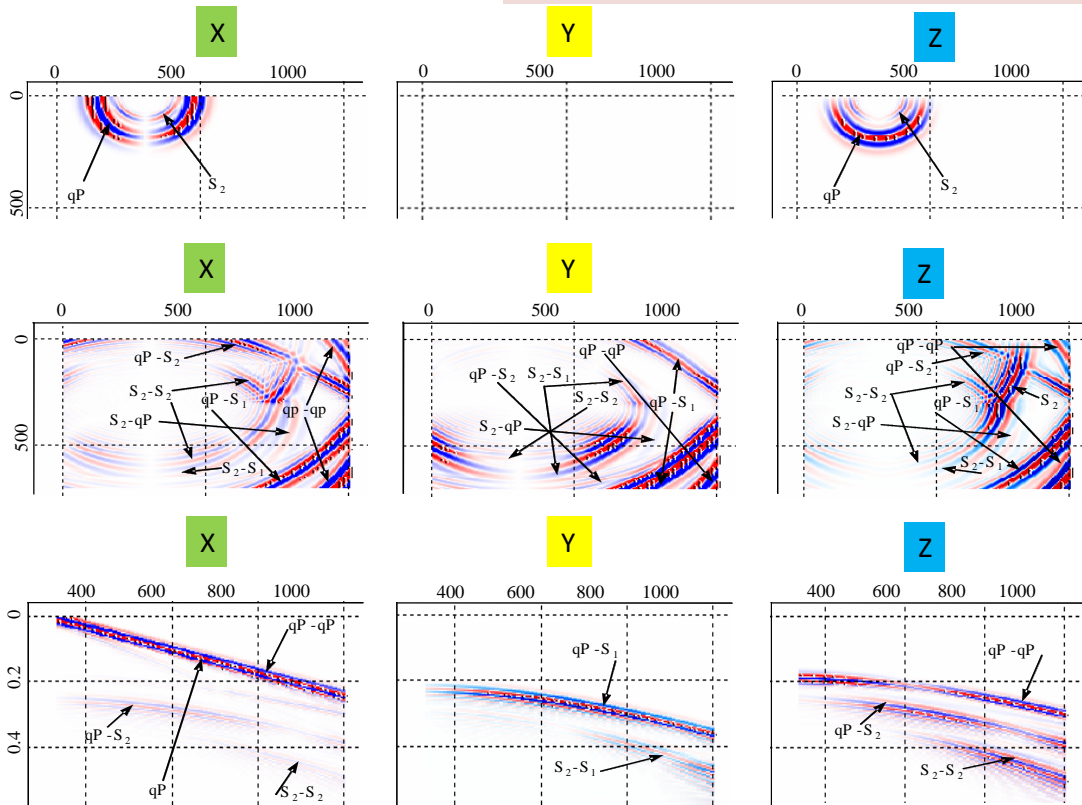 X
Y
Z
0 500 1000
0 500 1000
0 500 1000
0
500
qP
S2
qP
S2
X
Y
Z
0 500 1000
0 500 1000
0 500 1000
0
500
qP-S2
S2-S2
qP-S1
qp-qp
S2-qP
S2-S1
qP-qP
qP-S2
S2-S1
S2-S2
qP-S1
S2-qP
qP-qP
qP-S2
S2-S2
qP-S1
S2
S2-qP
S2-S1
X
Y
Z
400 600 800 1000
400 600 800 1000
400 600 800 1000
0
0.2
0.4
qP-qP
qP-S2
qP
S2-S2
qP-S1
S2-S1
qP-qP
qP-S2
S2-S2